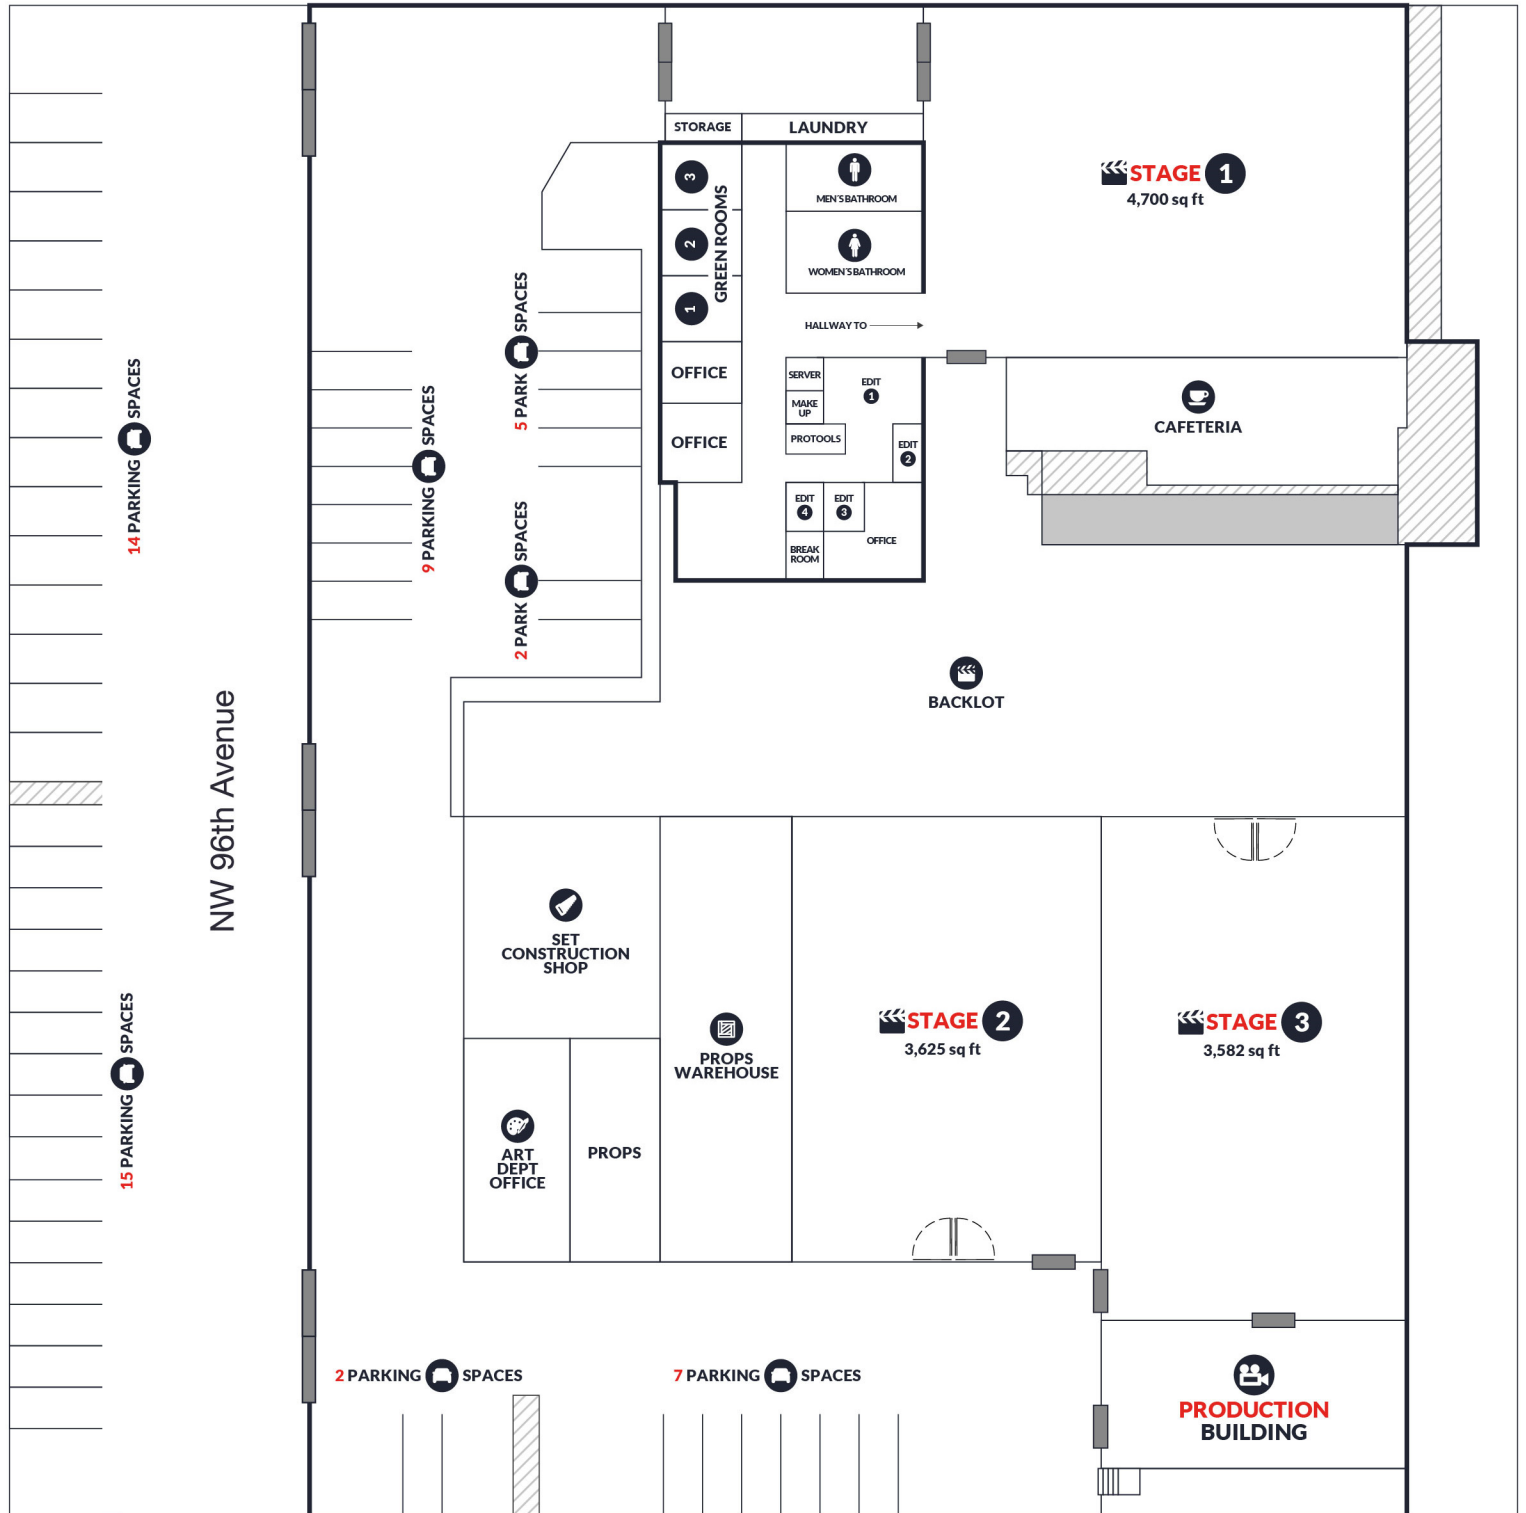 STORAGE
LAUNDRY
3
2
1
GREEN ROOMS
MEN'S BATHROOM
WOMEN'S BATHROOM
HALLWAY TO
STAGE 1
4,700 sq ft
OFFICE
OFFICE
SERVER
MAKE
UP
PROTOOLS
EDIT
1
EDIT
2
EDIT
4
EDIT
3
OFFICE
BREAK
ROOM
CAFETERIA
5 PARK SPACES
14 PARKING SPACES
9 PARKING SPACES
2 PARK SPACES
BACKLOT
NW 96th Avenue
SET
CONSTRUCTION
SHOP
PROPS
WAREHOUSE
STAGE 2
3,625 sq ft
STAGE 3
3,582 sq ft
15 PARKING SPACES
ART
DEPT
OFFICE
PROPS
2 PARKING SPACES
7 PARKING SPACES
PRODUCTION
BUILDING